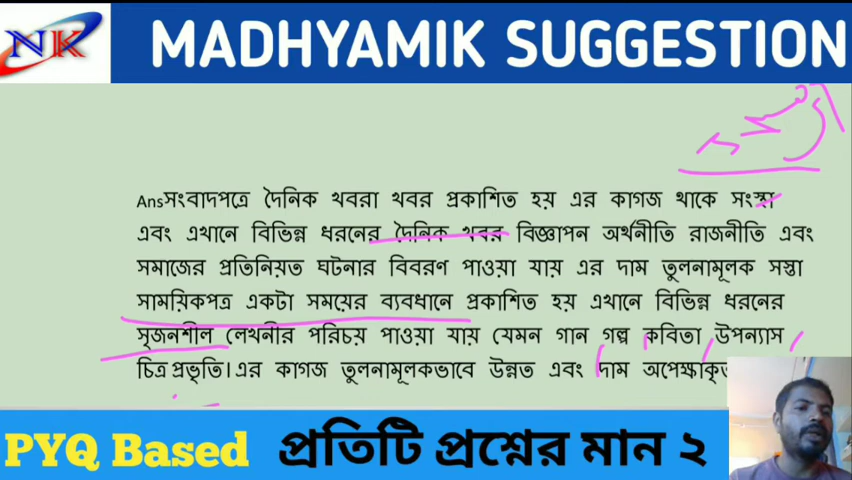 NK
MADHYAMIK SUGGESTION
Ansসংবাদপত্রে দৈনিক খবরা খবর প্রকাশিত হয় এর কাগজ থাকে সংস্তা
এবং এখানে বিভিন্ন ধরনের দৈনিক খবর বিজ্ঞাপন অর্থনীতি রাজনীতি এবং
সমাজের প্রতিনিয়ত ঘটনার বিবরণ পাওয়া যায় এর দাম তুলনামূলক সস্তা
সাময়িকপত্র একটা সময়ের ব্যবধানে প্রকাশিত হয় এখানে বিভিন্ন ধরনের
সৃজনশীল লেখনীর পরিচয় পাওয়া যায় যেমন গান গল্প কবিতা উপন্যাস
চিত্র প্রভৃতি। এর কাগজ তুলনামূলকভাবে উন্নত এবং দাম
PYQ Based প্রতিটি প্রশ্নের মান ২